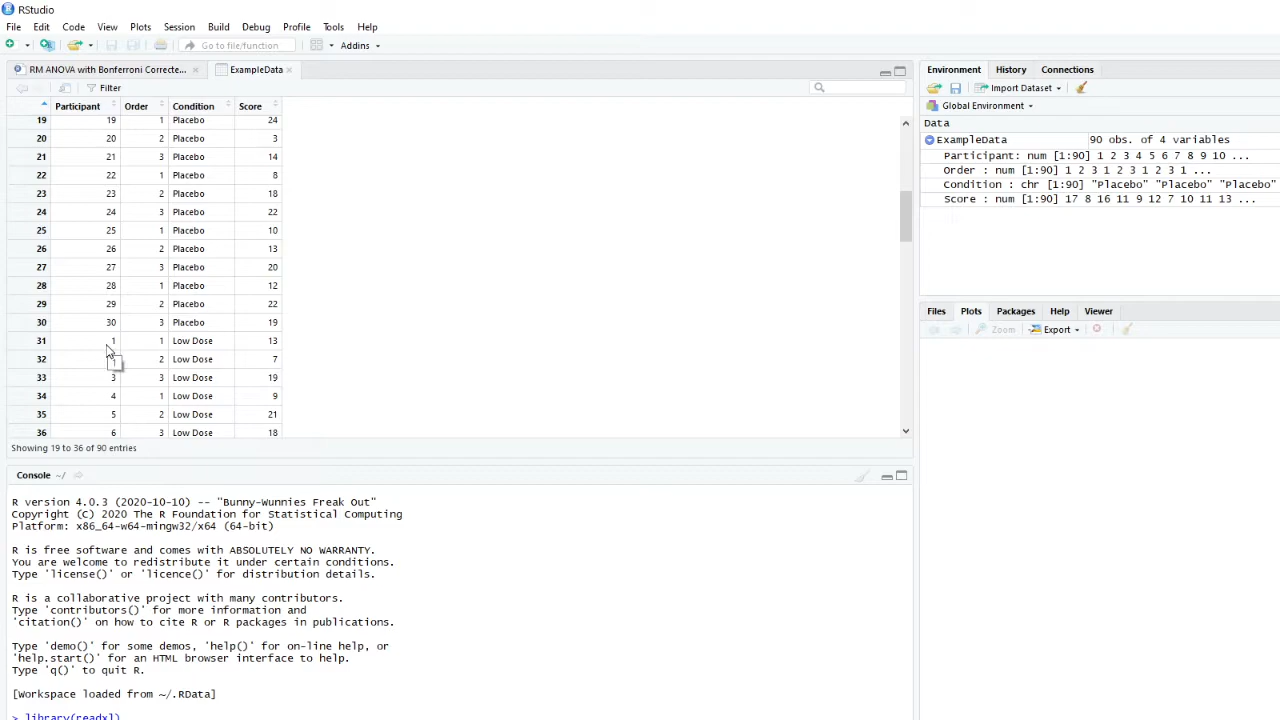 RStudio
File Edit Code View Plots Session Build Debug Profile Tools Help
Go to file/function Addins
RM ANOVA with Bonferroni Correcte... ExampleData
Filter
Participant Order Condition Score
19 19 1 Placebo 24
20 20 2 Placebo 3
21 21 3 Placebo 14
22 22 1 Placebo 8
23 23 2 Placebo 18
24 24 3 Placebo 22
25 25 1 Placebo 10
26 26 2 Placebo 13
27 27 3 Placebo 20
28 28 1 Placebo 12
29 29 2 Placebo 22
30 30 3 Placebo 19
31 1 1 Low Dose 13
32 2 Low Dose 7
33 3 3 Low Dose 19
34 4 1 Low Dose 9
35 5 2 Low Dose 21
36 6 3 Low Dose 18
Showing 19 to 36 of 90 entries
Console ~/
R version 4.0.3 (2020-10-10) -- "Bunny-Wunnies Freak Out"
Copyright (C) 2020 The R Foundation for Statistical Computing
Platform: x86_64-w64-mingw32/x64 (64-bit)
R is free software and comes with ABSOLUTELY NO WARRANTY.
You are welcome to redistribute it under certain conditions.
Type 'license()' or 'licence()' for distribution details.
R is a collaborative project with many contributors.
Type 'contributors()' for more information and
'citation()' on how to cite R or R packages in publications.
Type 'demo()' for some demos, 'help()' for on-line help, or
'help.start()' for an HTML browser interface to help.
Type 'q()' to quit R.
[Workspace loaded from ~/.RData]
> library(readxl)
Environment History Connections
Import Dataset
Global Environment
Data
ExampleData 90 obs. of 4 variables
Participant: num [1:90] 1 2 3 4 5 6 7 8 9 10 ...
Order : num [1:90] 1 2 3 1 2 3 1 2 3 1 ...
Condition : chr [1:90] "Placebo" "Placebo" "Placebo"
Score : num [1:90] 17 8 16 11 9 12 7 10 11 13 ...
Files Plots Packages Help Viewer
Zoom Export